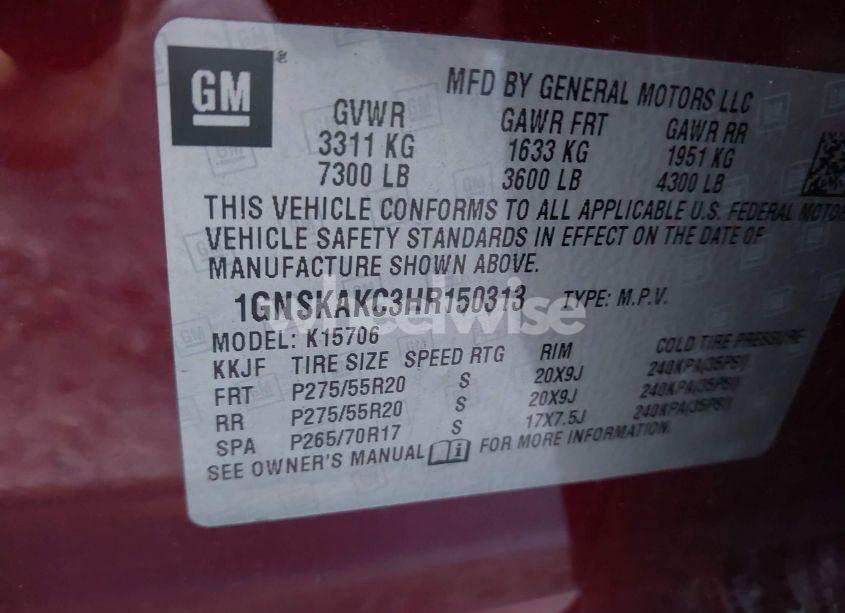 GM
MFD BY GENERAL MOTORS LLC
GVWR GAWR FRT GAWR RR
3311 KG 1633 KG 1951 KG
7300 LB 3600 LB 4300 LB
THIS VEHICLE CONFORMS TO ALL APPLICABLE U.S. FEDERAL MOTOR
VEHICLE SAFETY STANDARDS IN EFFECT ON THE DATE OF
MANUFACTURE SHOWN ABOVE.
1GNSKAKC3HR150313 TYPE: M.P.V.
wheelwise
MODEL: K15706
KKJF TIRE SIZE SPEED RTG RIM COLD TIRE PRESSURE
FRT P275/55R20 S 20X9J 240KPA(35PSI)
RR P275/55R20 S 20X9J 240KPA(35PSI)
SPA P265/70R17 S 17X7.5J 240KPA(35PSI)
SEE OWNER'S MANUAL FOR MORE INFORMATION.